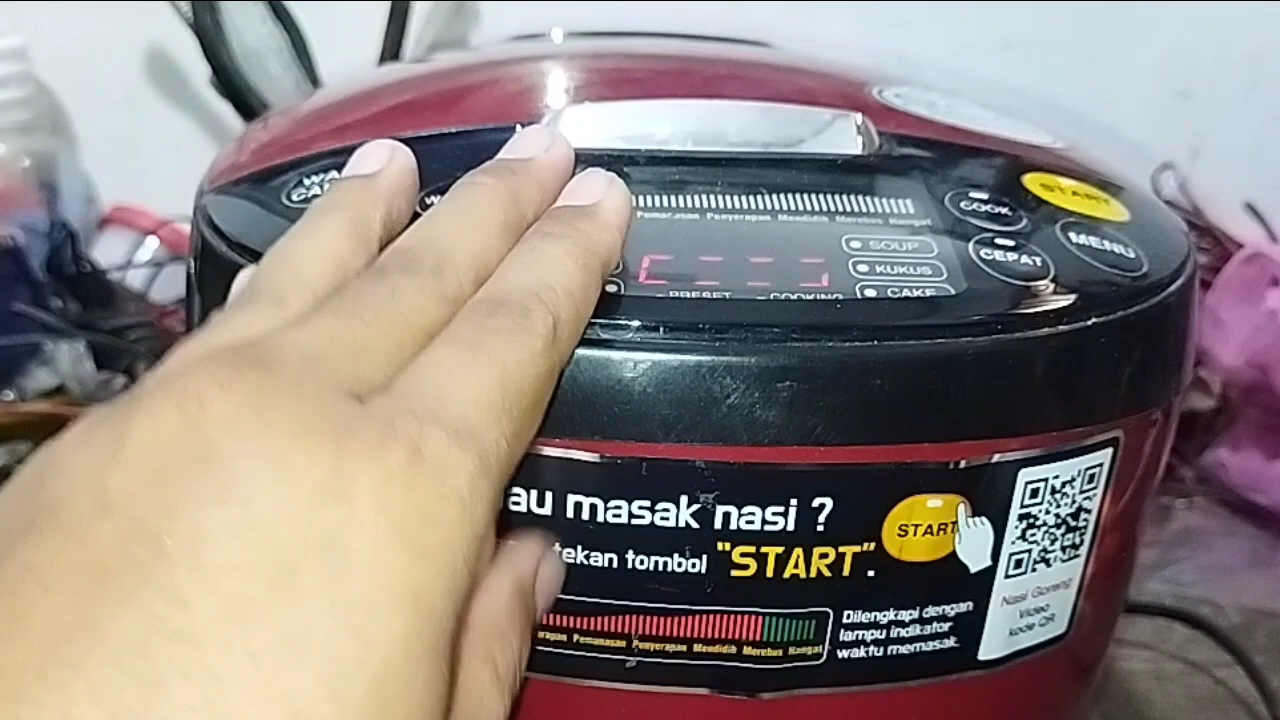 START
COOK
MENU
CEPAT
Pemanasan Penyerapan Mendidih Merebus Hangat
SOUP
KUKUS
CAKE
PRESET COOKING
au masak nasi ?
tekan tombol "START".
START
Pemanasan Penyerapan Mendidih Merebus Hangat
Dilengkapi dengan
lampu indikator
waktu memasak.
Nasi Goreng
Video
kode QR